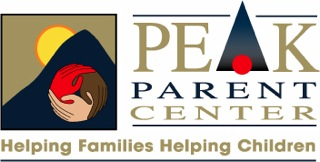 PEAK
PARENT
CENTER
Helping Families Helping Children